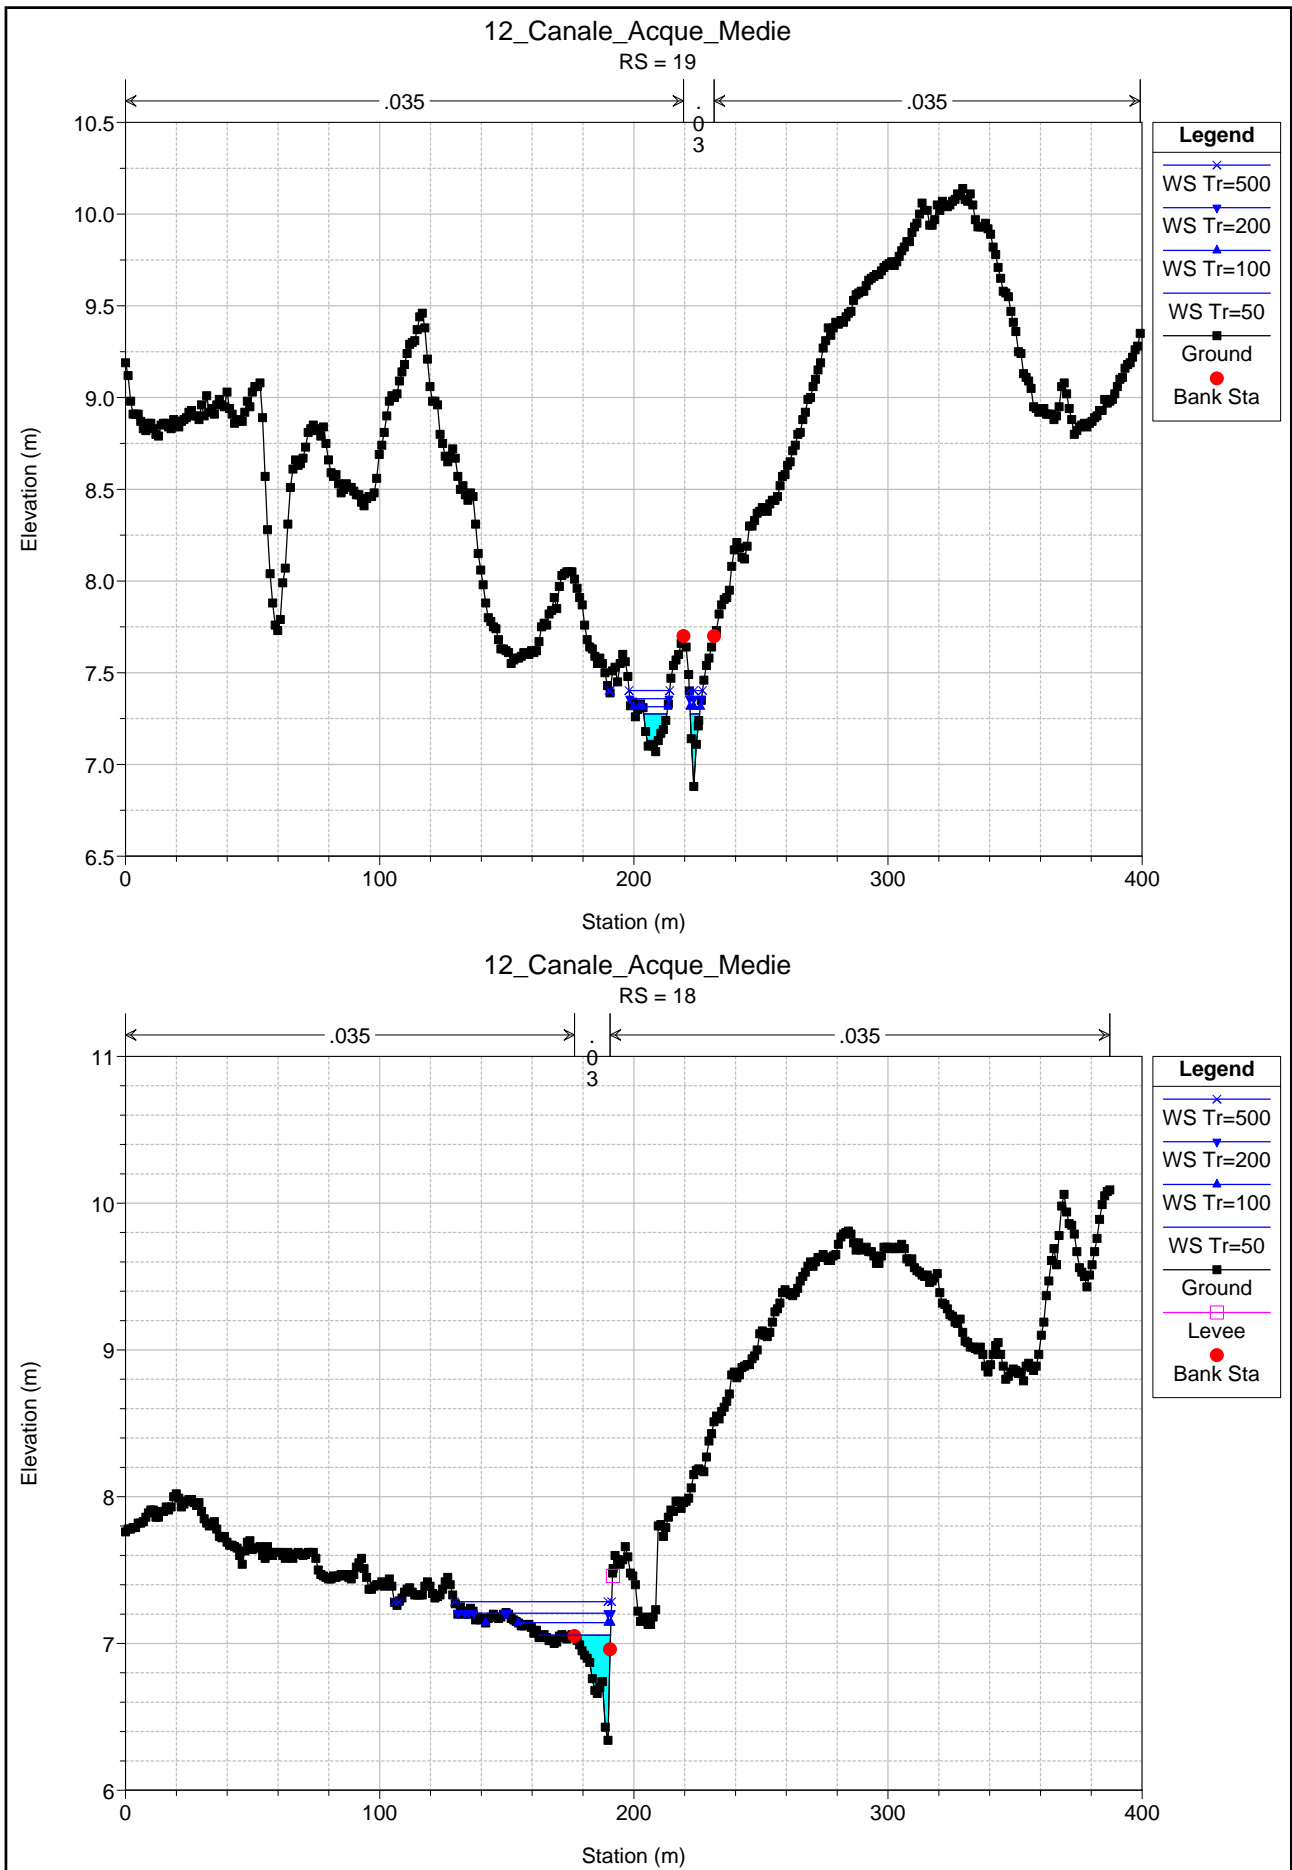 12_Canale_Acque_Medie
RS = 19
.035
.03
.035
10.5
10.0
9.5
9.0
8.5
8.0
7.5
7.0
6.5
Elevation (m)
0
100
200
300
400
Station (m)
Legend
WS Tr=500
WS Tr=200
WS Tr=100
WS Tr=50
Ground
Bank Sta
12_Canale_Acque_Medie
RS = 18
.035
.03
.035
11
10
9
8
7
6
Elevation (m)
0
100
200
300
400
Station (m)
Legend
WS Tr=500
WS Tr=200
WS Tr=100
WS Tr=50
Ground
Levee
Bank Sta